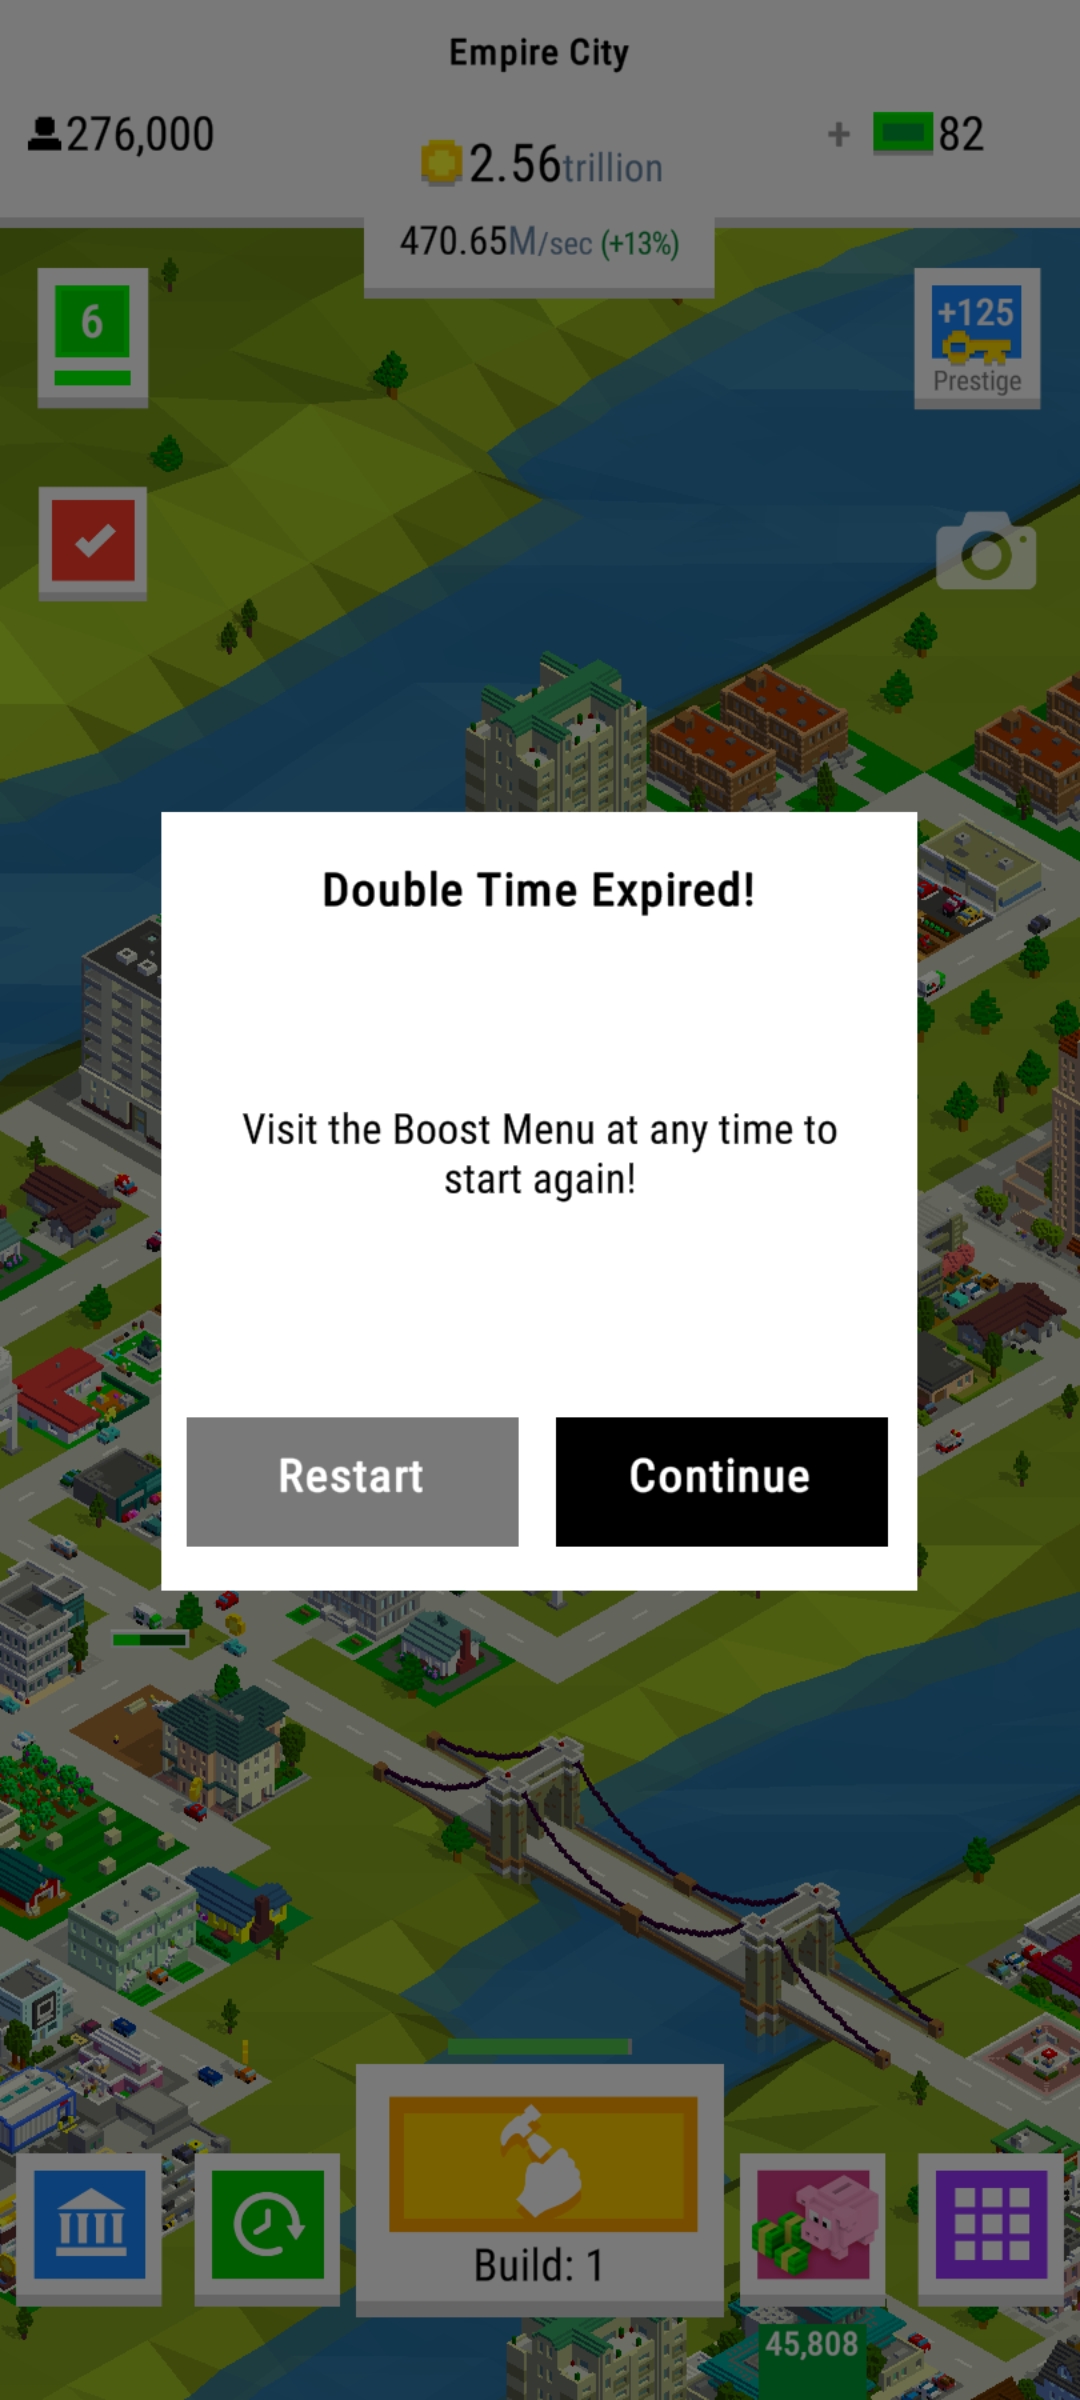 Empire City
276,000
2.56trillion
+ 82
470.65M/sec (+13%)
6
+125
Prestige
Double Time Expired!
Visit the Boost Menu at any time to
start again!
Restart
Continue
Build: 1
45,808